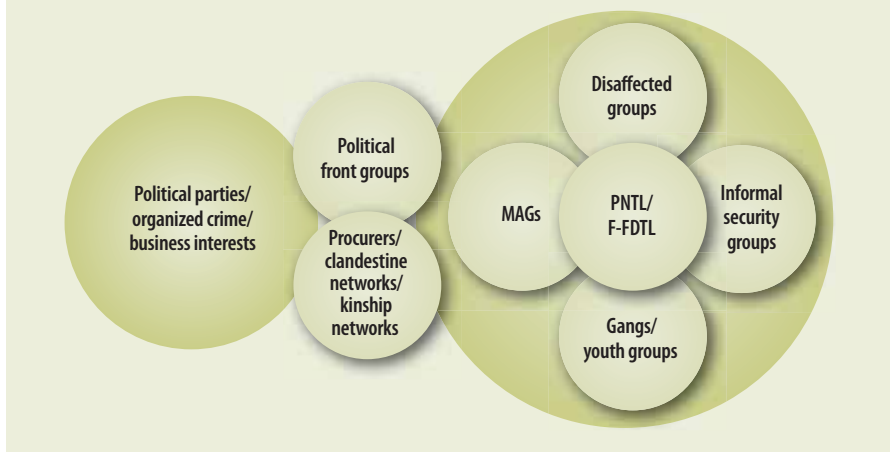 Political parties/
organized crime/
business interests
Political
front groups
Procurers/
clandestine
networks/
kinship
networks
Disaffected
groups
MAGs
PNTL/
F-FDTL
Informal
security
groups
Gangs/
youth groups